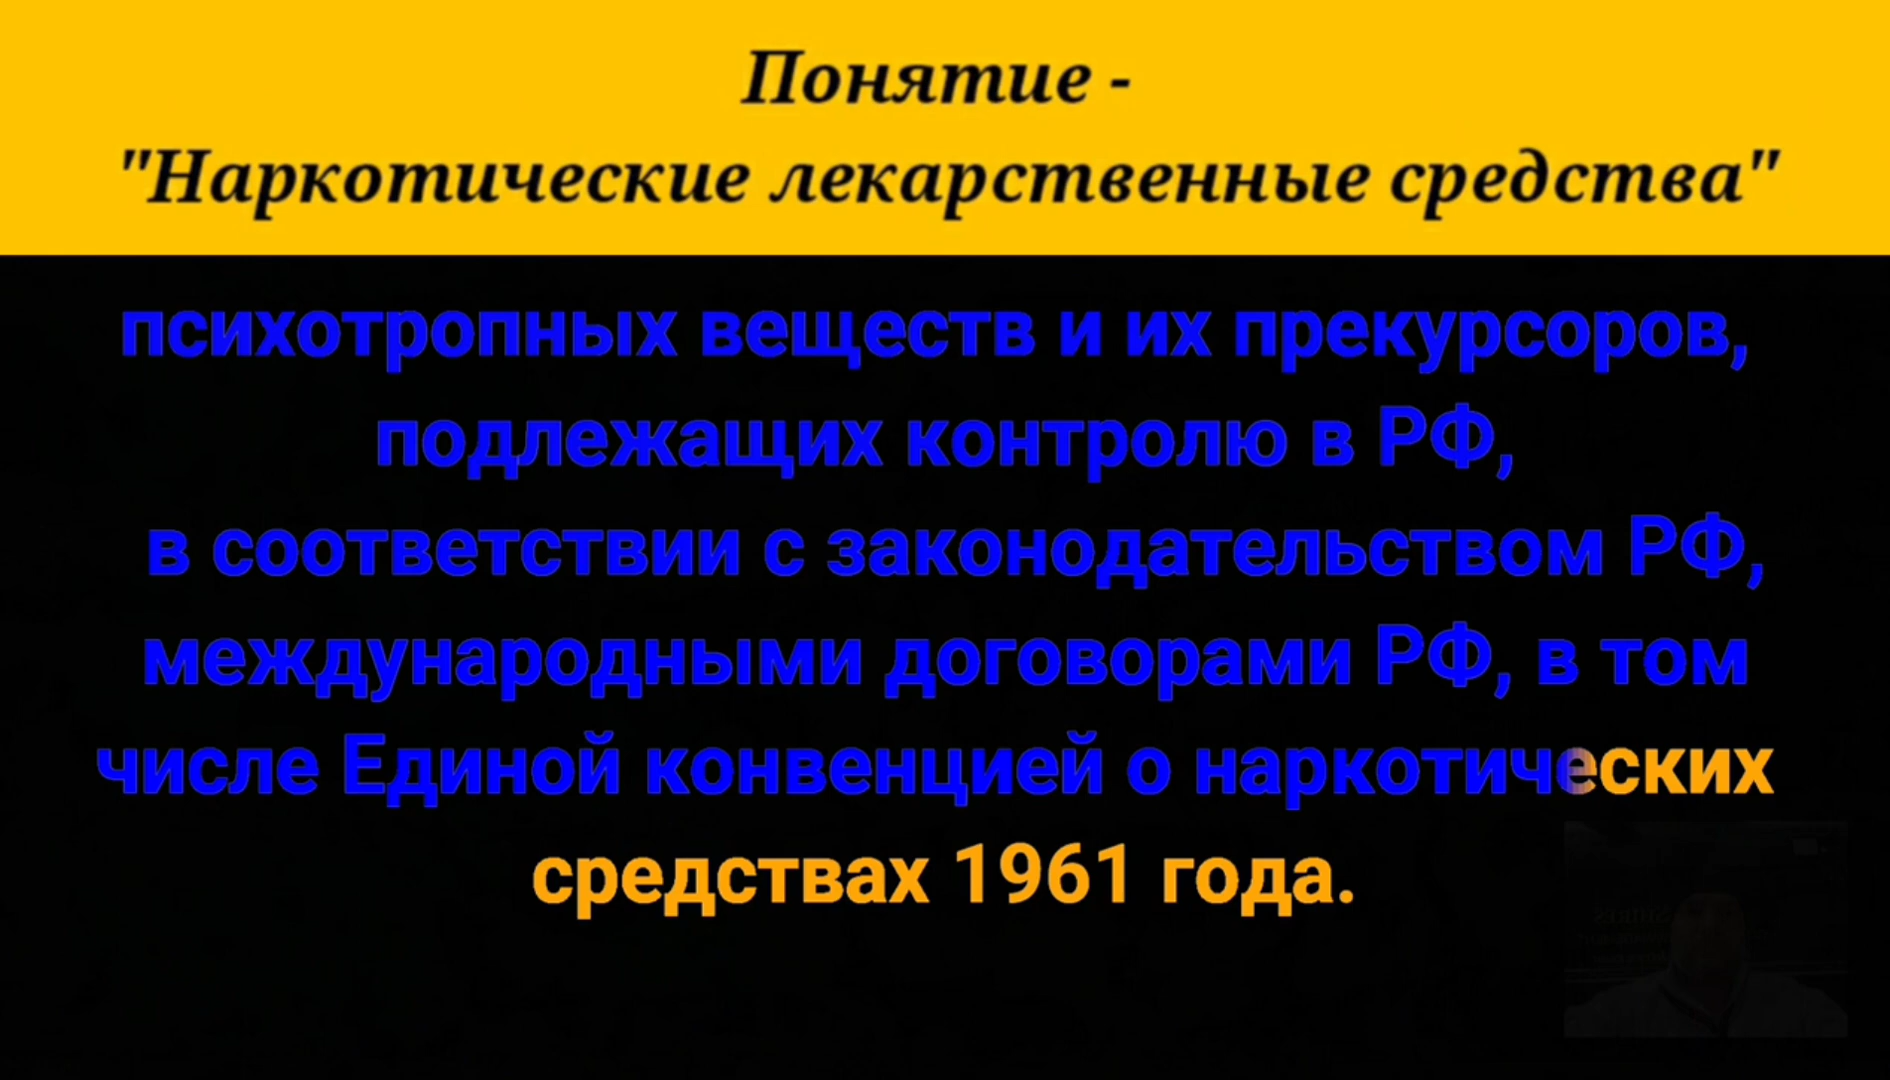 Понятие -
"Наркотические лекарственные средства"
психотропных веществ и их прекурсоров,
подлежащих контролю в РФ,
в соответствии с законодательством РФ,
международными договорами РФ, в том
числе Единой конвенцией о наркотических
средствах 1961 года.